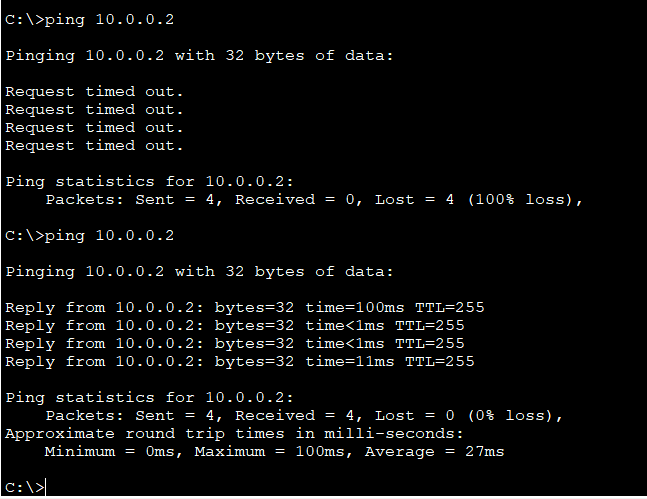 C:\>ping 10.0.0.2
Pinging 10.0.0.2 with 32 bytes of data:
Request timed out.
Request timed out.
Request timed out.
Request timed out.
Ping statistics for 10.0.0.2:
    Packets: Sent = 4, Received = 0, Lost = 4 (100% loss),
C:\>ping 10.0.0.2
Pinging 10.0.0.2 with 32 bytes of data:
Reply from 10.0.0.2: bytes=32 time=100ms TTL=255
Reply from 10.0.0.2: bytes=32 time<1ms TTL=255
Reply from 10.0.0.2: bytes=32 time<1ms TTL=255
Reply from 10.0.0.2: bytes=32 time=11ms TTL=255
Ping statistics for 10.0.0.2:
    Packets: Sent = 4, Received = 4, Lost = 0 (0% loss),
Approximate round trip times in milli-seconds:
    Minimum = 0ms, Maximum = 100ms, Average = 27ms
C:\>